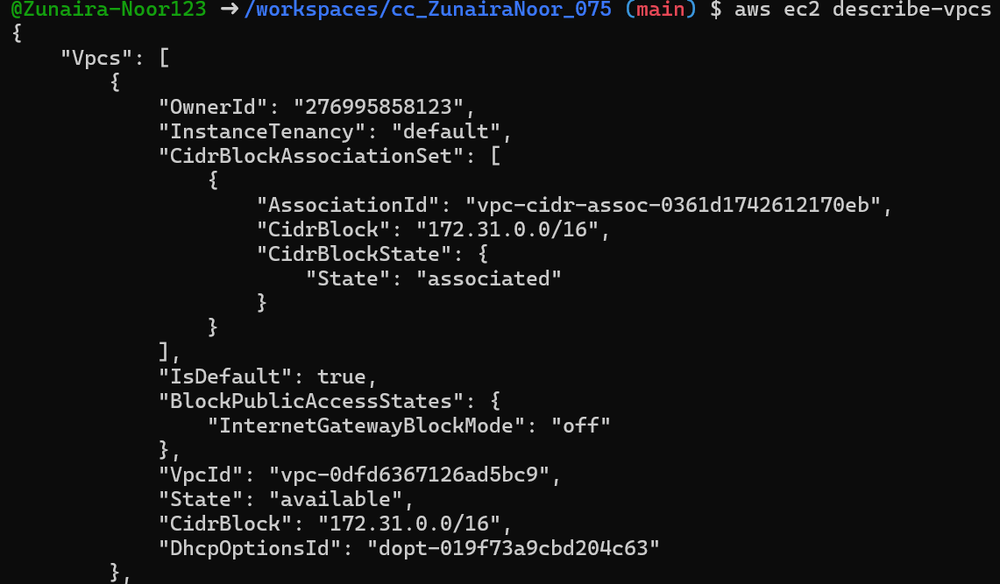 @Zunaira-Noor123 → /workspaces/cc_ZunairaNoor_075 (main) $ aws ec2 describe-vpcs
{
    "Vpcs": [
        {
            "OwnerId": "276995858123",
            "InstanceTenancy": "default",
            "CidrBlockAssociationSet": [
                {
                    "AssociationId": "vpc-cidr-assoc-0361d1742612170eb",
                    "CidrBlock": "172.31.0.0/16",
                    "CidrBlockState": {
                        "State": "associated"
                    }
                }
            ],
            "IsDefault": true,
            "BlockPublicAccessStates": {
                "InternetGatewayBlockMode": "off"
            },
            "VpcId": "vpc-0dfd6367126ad5bc9",
            "State": "available",
            "CidrBlock": "172.31.0.0/16",
            "DhcpOptionsId": "dopt-019f73a9cbd204c63"
        },